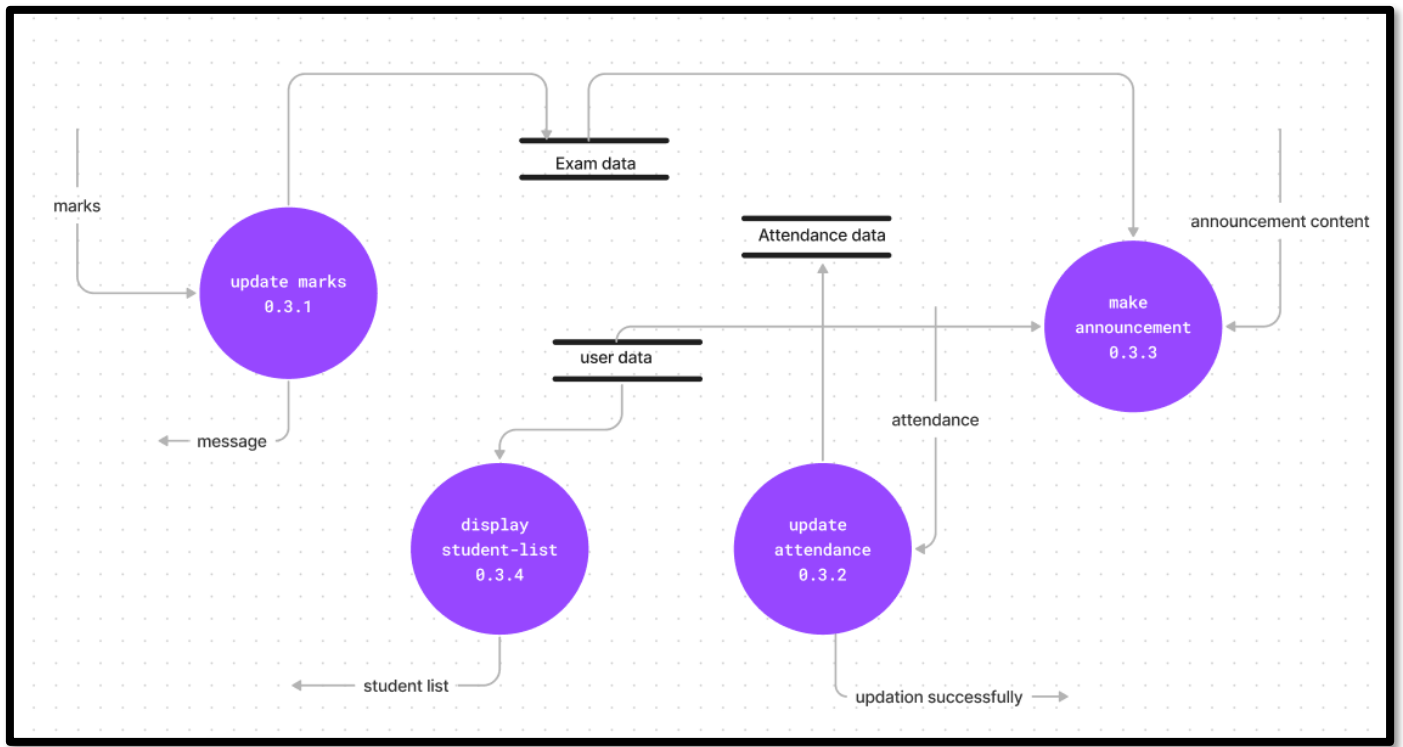 Exam data
marks
announcement content
Attendance data
update marks
0.3.1
make
announcement
0.3.3
user data
attendance
message
display
student-list
0.3.4
update
attendance
0.3.2
student list
updation successfully